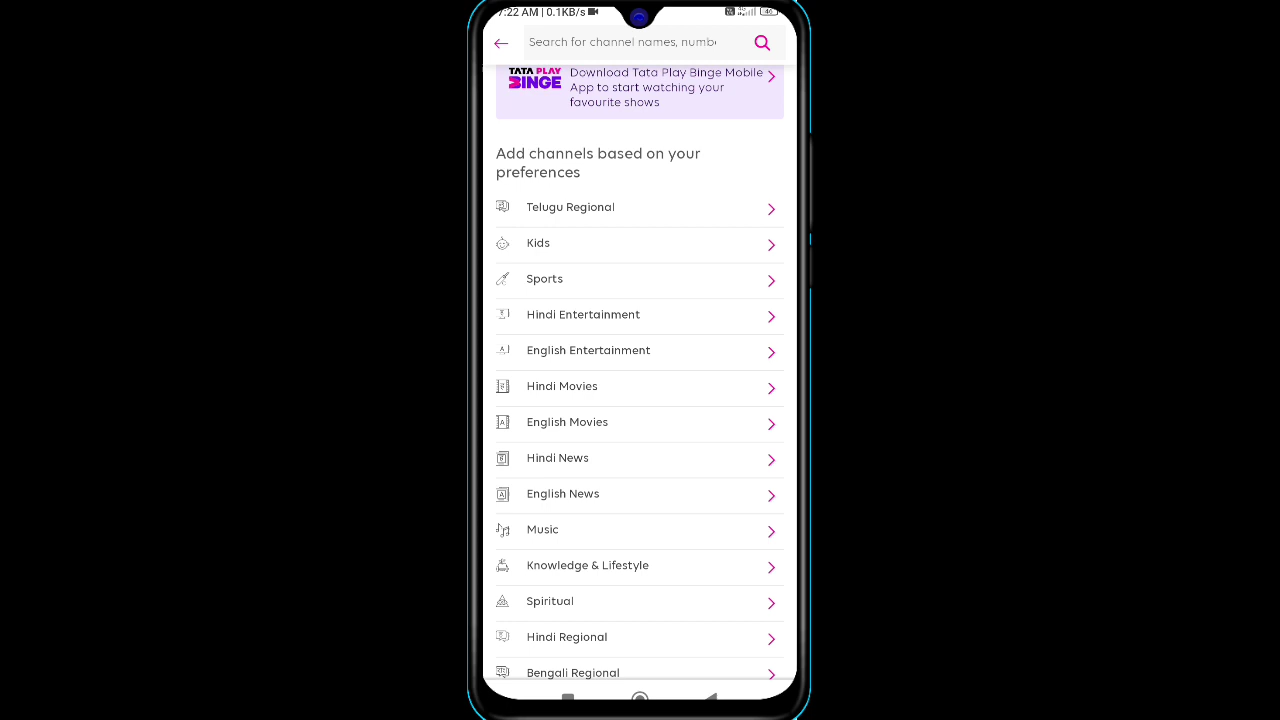 7:22 AM | 0.1KB/s
Search for channel names, numb
TATA PLAY
BINGE
Download Tata Play Binge Mobile
App to start watching your
favourite shows
Add channels based on your
preferences
Telugu Regional
Kids
Sports
Hindi Entertainment
English Entertainment
Hindi Movies
English Movies
Hindi News
English News
Music
Knowledge & Lifestyle
Spiritual
Hindi Regional
Bengali Regional